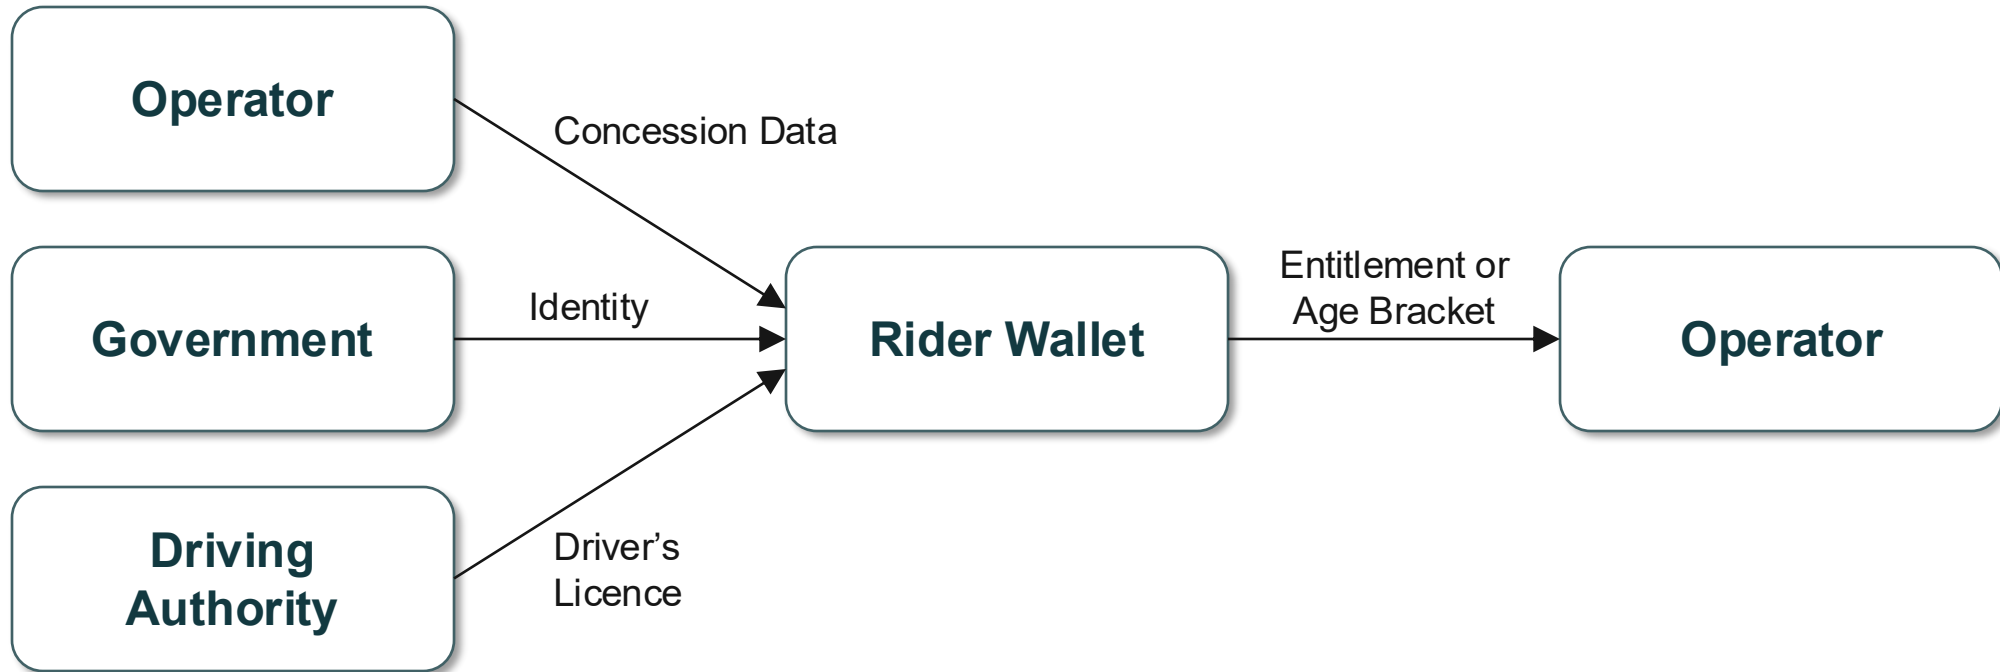 Operator
Concession Data
Government
Identity
Rider Wallet
Entitlement or
Age Bracket
Operator
Driving
Authority
Driver’s
Licence